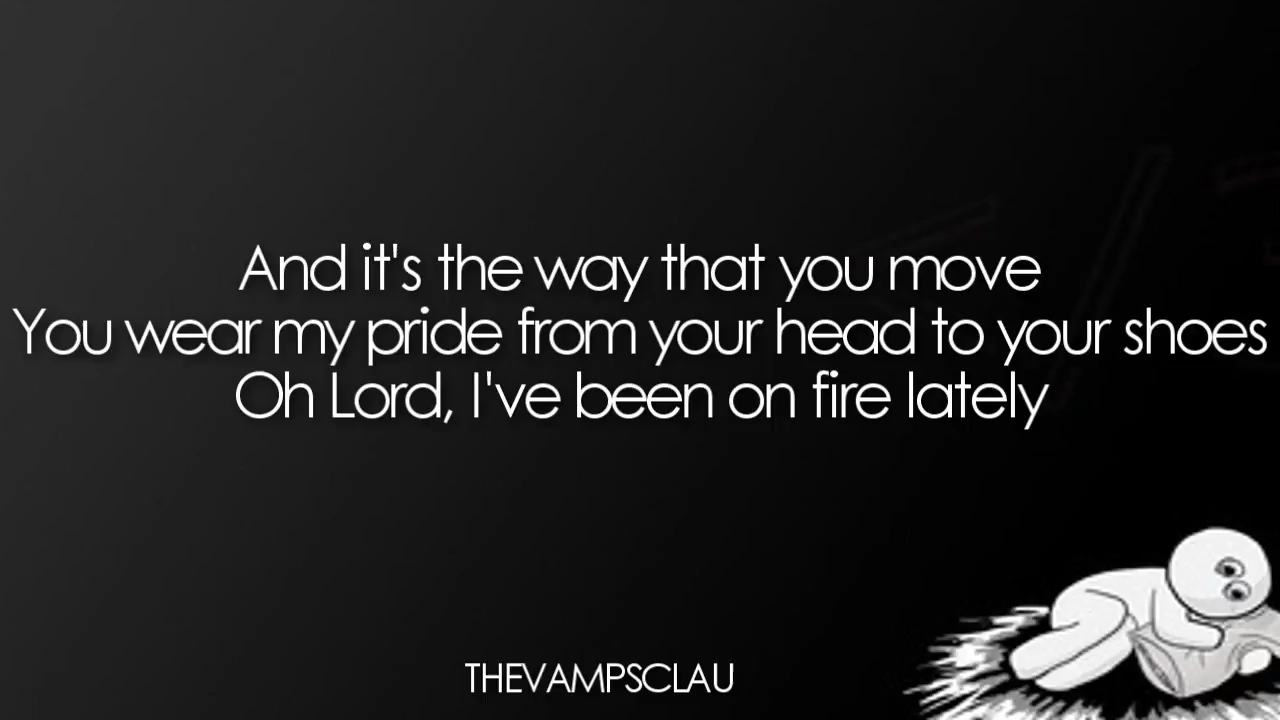 And it's the way that you move
You wear my pride from your head to your shoes
Oh Lord, I've been on fire lately
THEVAMPSCLAU